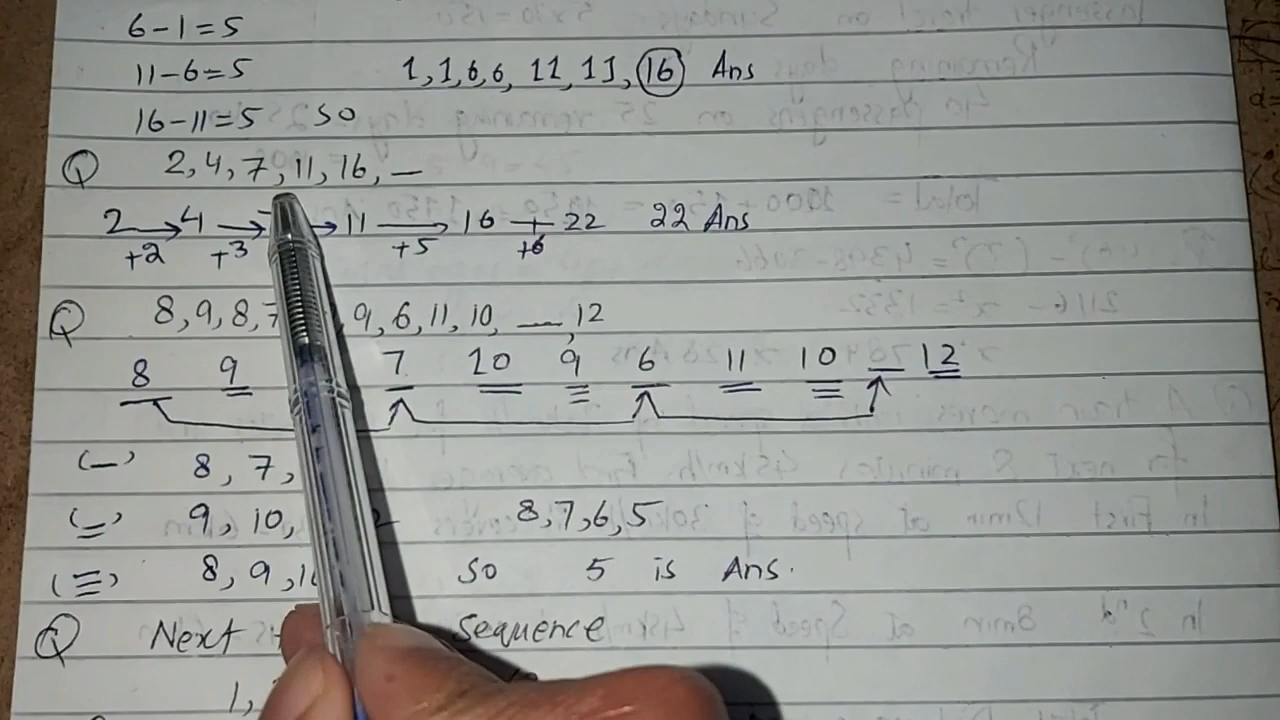 6-1=5
11-6=5 1,1,6,6, 11, 11, 16 Ans
16-11=5 so
Q 2,4,7,11,16, —
2 → 4 → → 11 → 16 + 22 22 Ans
+2 +3 +5 +6
Q 8,9,8,7 9,6,11,10, —,12
8 9 7 10 9 6 11 10 — 12
(–) 8, 7,
(=) 9, 10, 8,7,6,5
(≡) 8, 9, so 5 is Ans.
Q Next sequence
1,